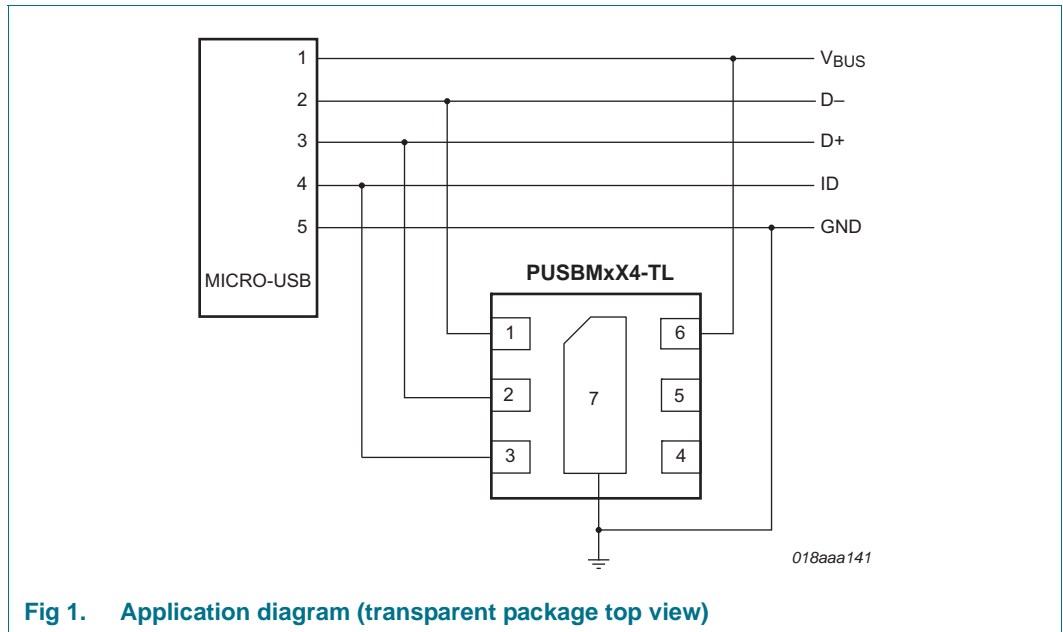 1
V_BUS
2
D–
3
D+
4
ID
5
GND
MICRO-USB
PUSBMxX4-TL
1
6
2
7
5
3
4
018aaa141
Fig 1. Application diagram (transparent package top view)